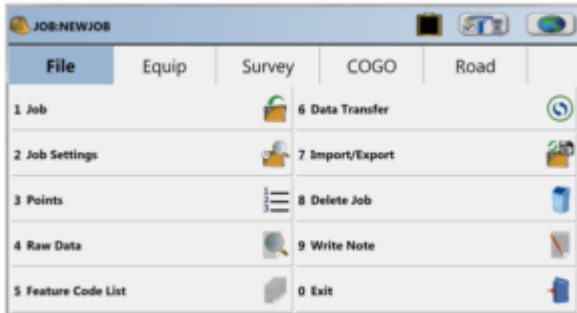 JOB:NEWJOB
File Equip Survey COGO Road
1 Job
6 Data Transfer
2 Job Settings
7 Import/Export
3 Points
8 Delete Job
4 Raw Data
9 Write Note
5 Feature Code List
0 Exit